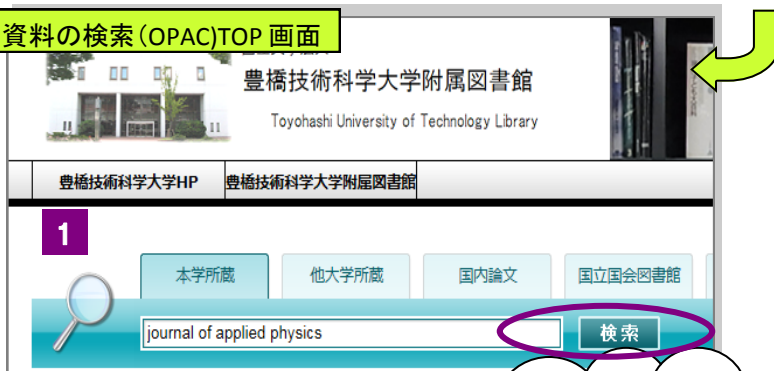 資料の検索(OPAC)TOP 画面
豊橋技術科学大学附属図書館
Toyohashi University of Technology Library
豊橋技術科学大学HP 豊橋技術科学大学附属図書館
1
本学所蔵 他大学所蔵 国内論文 国立国会図書館
journal of applied physics 検索